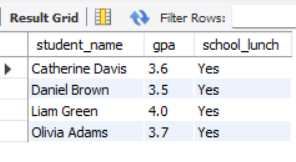 Result Grid Filter Rows:
student_name gpa school_lunch
Catherine Davis 3.6 Yes
Daniel Brown 3.5 Yes
Liam Green 4.0 Yes
Olivia Adams 3.7 Yes